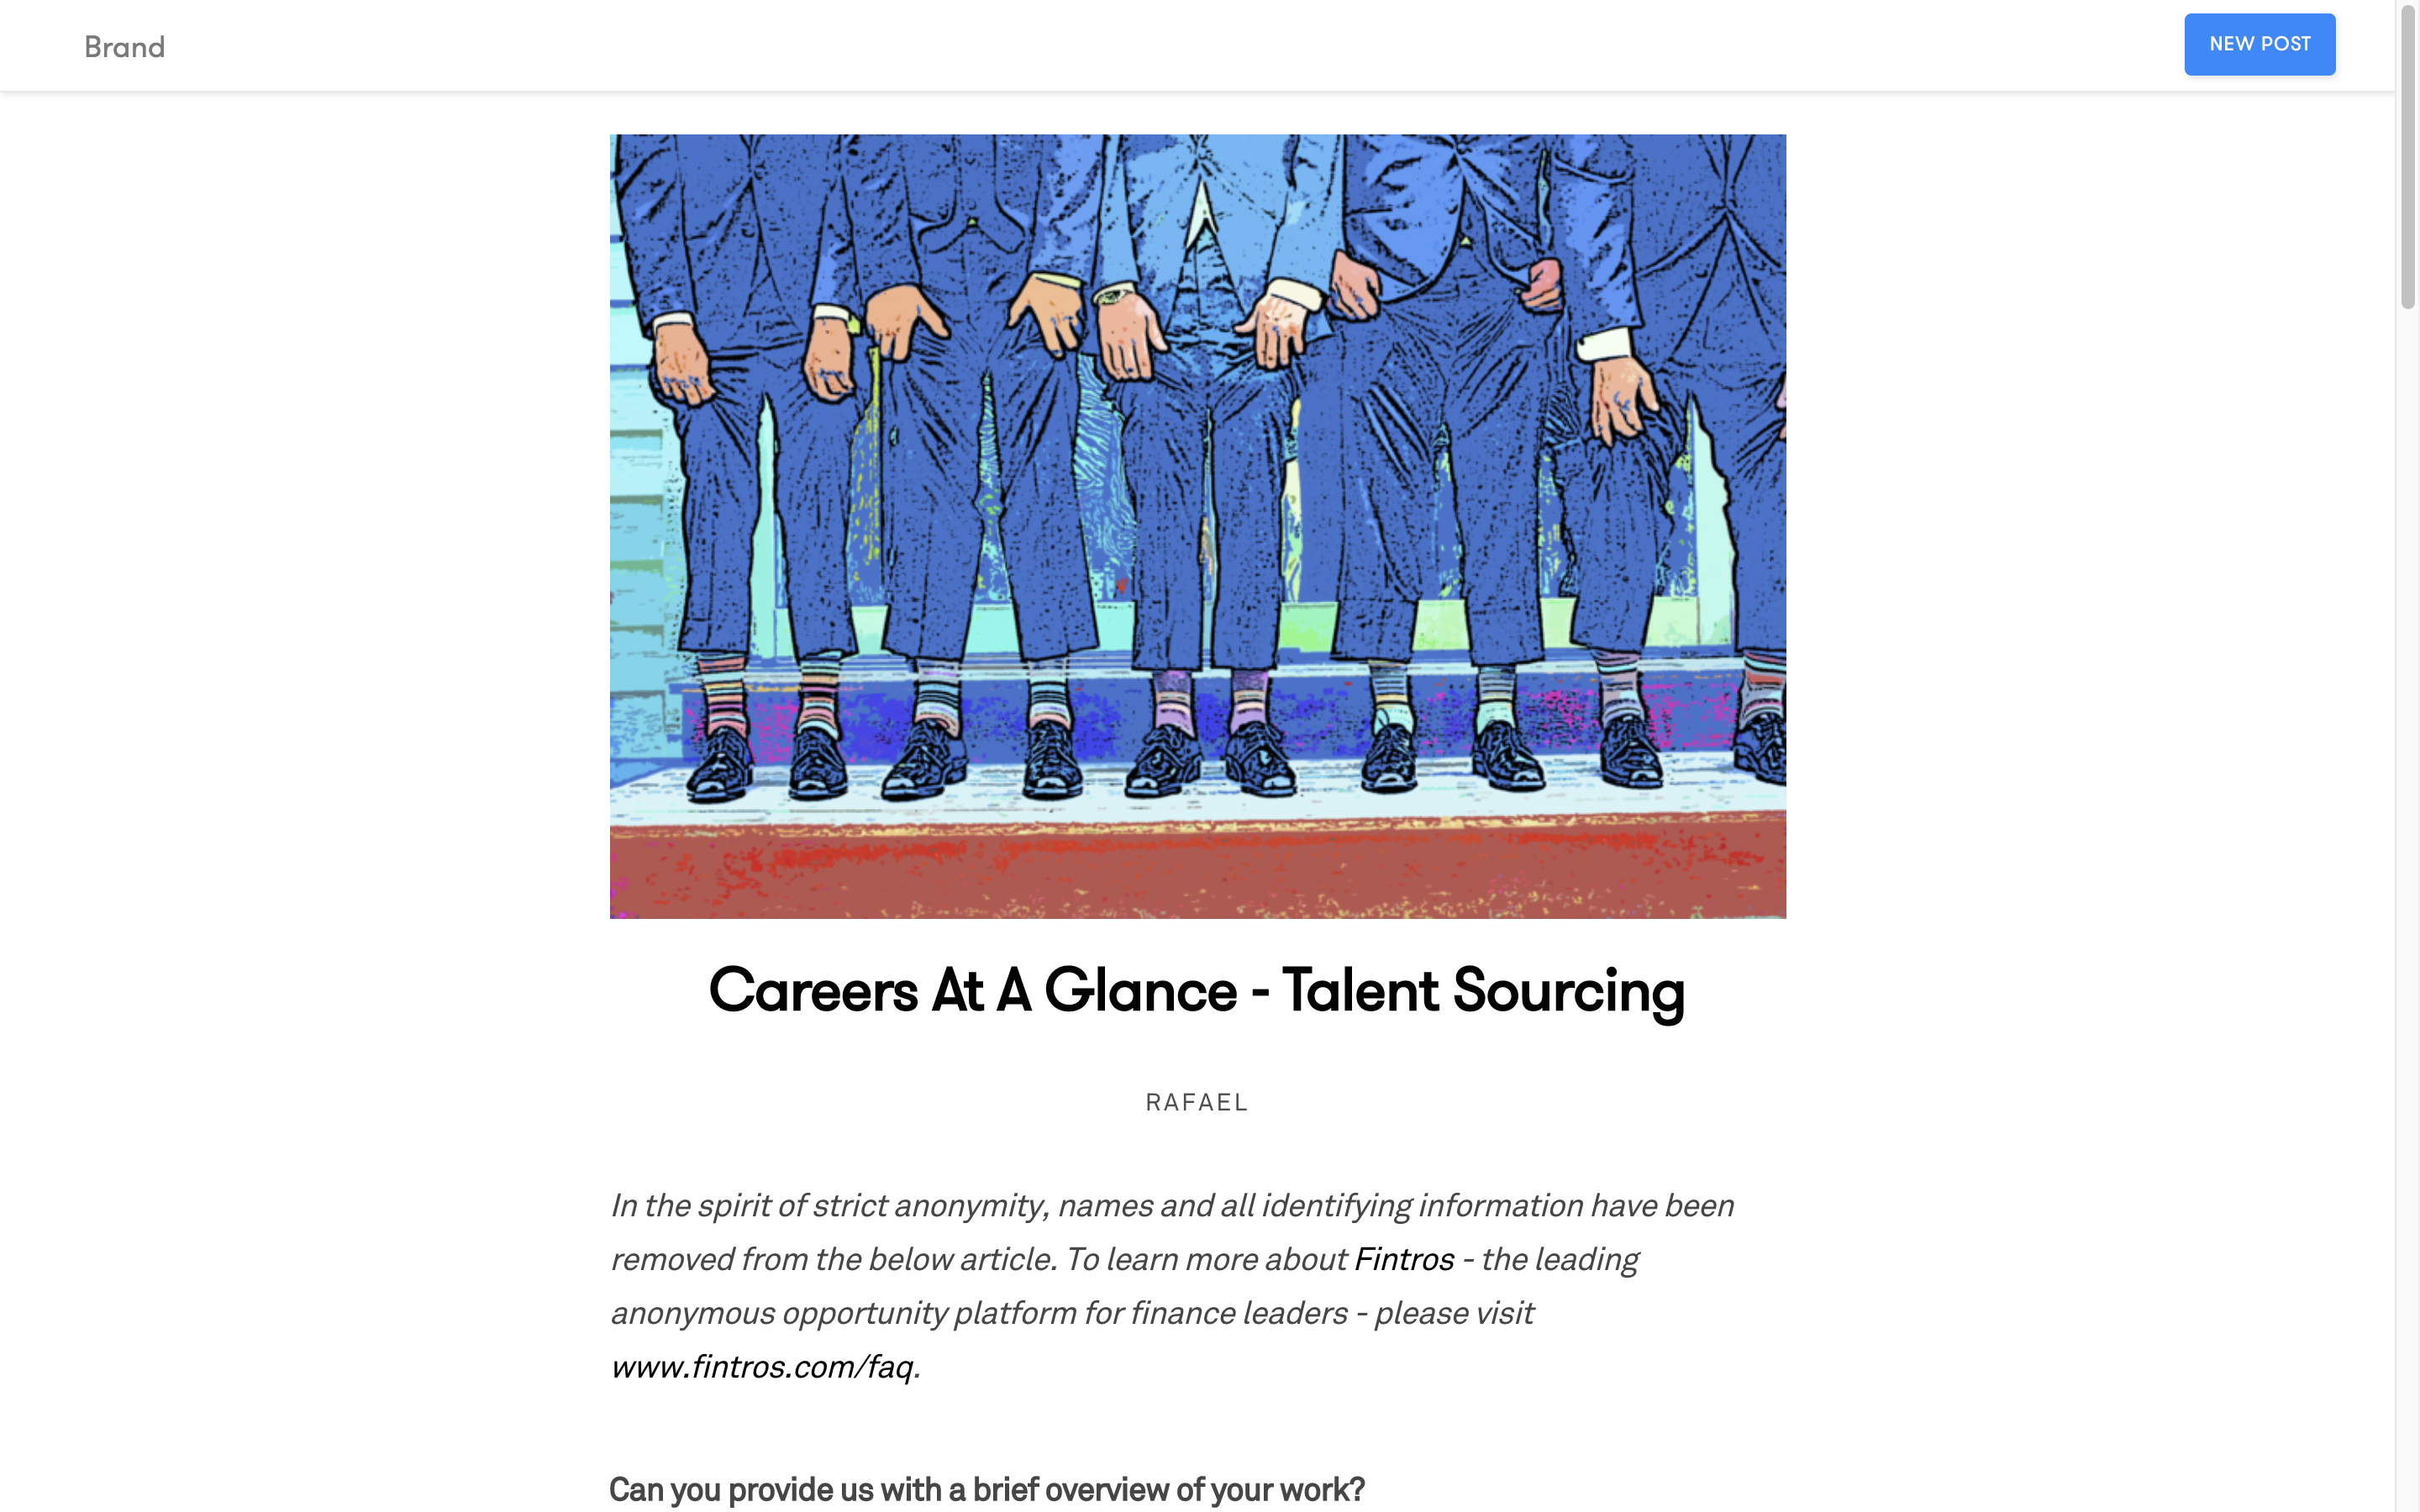 Brand
NEW POST
Careers At A Glance - Talent Sourcing
RAFAEL
In the spirit of strict anonymity, names and all identifying information have been
removed from the below article. To learn more about Fintros - the leading
anonymous opportunity platform for finance leaders - please visit
www.fintros.com/faq.
Can you provide us with a brief overview of your work?